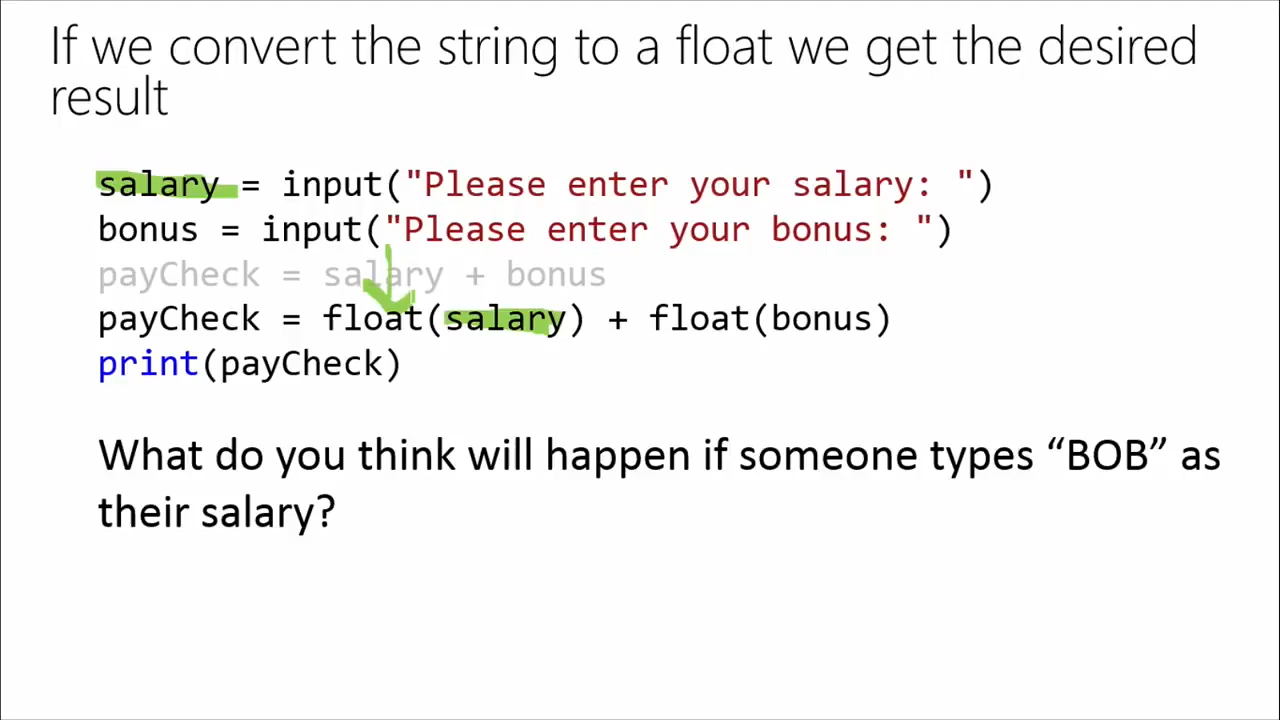 If we convert the string to a float we get the desired
result
salary = input("Please enter your salary: ")
bonus = input("Please enter your bonus: ")
payCheck = salary + bonus
payCheck = float(salary) + float(bonus)
print(payCheck)
What do you think will happen if someone types “BOB” as
their salary?